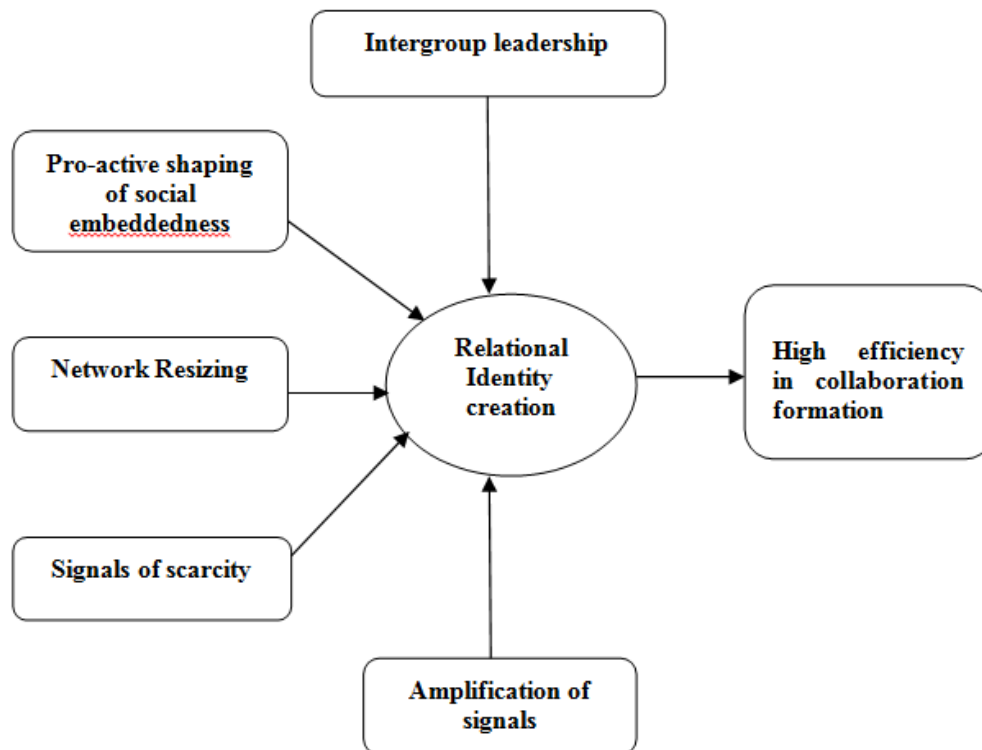 Intergroup leadership
Pro-active shaping
of social
embeddedness
Network Resizing
Signals of scarcity
Relational
Identity
creation
High efficiency
in collaboration
formation
Amplification of
signals